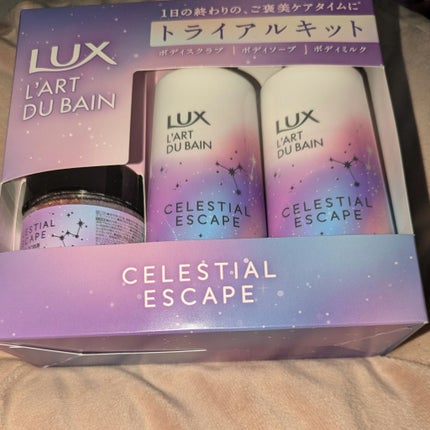 1日の終わりの、ご褒美ケアタイムに
トライアルキット
ボディスクラブ | ボディソープ | ボディミルク
LUX
L'ART
DU BAIN
LUX
L'ART
DU BAIN
CELESTIAL
ESCAPE
LUX
L'ART
DU BAIN
CELESTIAL
ESCAPE
ESTIAL
CAPE
CELESTIAL
ESCAPE